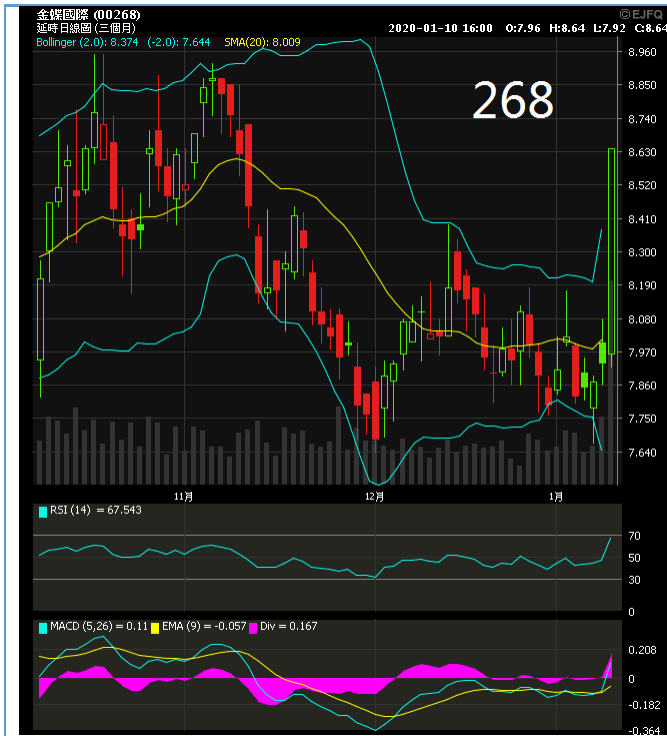 金蝶國際 (00268)
©EJFQ
延時日線圖 (三個月)
2020-01-10 16:00 O:7.96 H:8.64 L:7.92 C:8.64
Bollinger (2.0): 8.374 (-2.0): 7.644 SMA(20): 8.009
268
8.960
8.850
8.740
8.630
8.520
8.410
8.300
8.190
8.080
7.970
7.860
7.750
7.640
11月
12月
1月
RSI (14) = 67.543
70
50
30
0
MACD (5,26) = 0.11 EMA (9) = -0.057 Div = 0.167
0.208
0
-0.182
-0.364